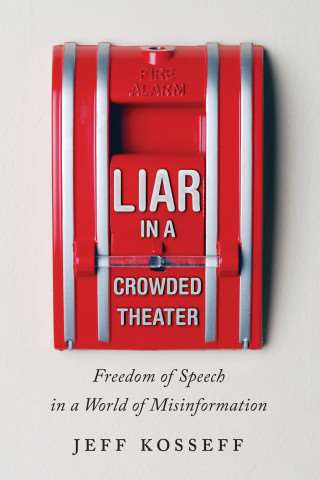 FIRE
ALARM
LIAR
IN A
CROWDED
THEATER
Freedom of Speech
in a World of Misinformation
JEFF KOSSEFF